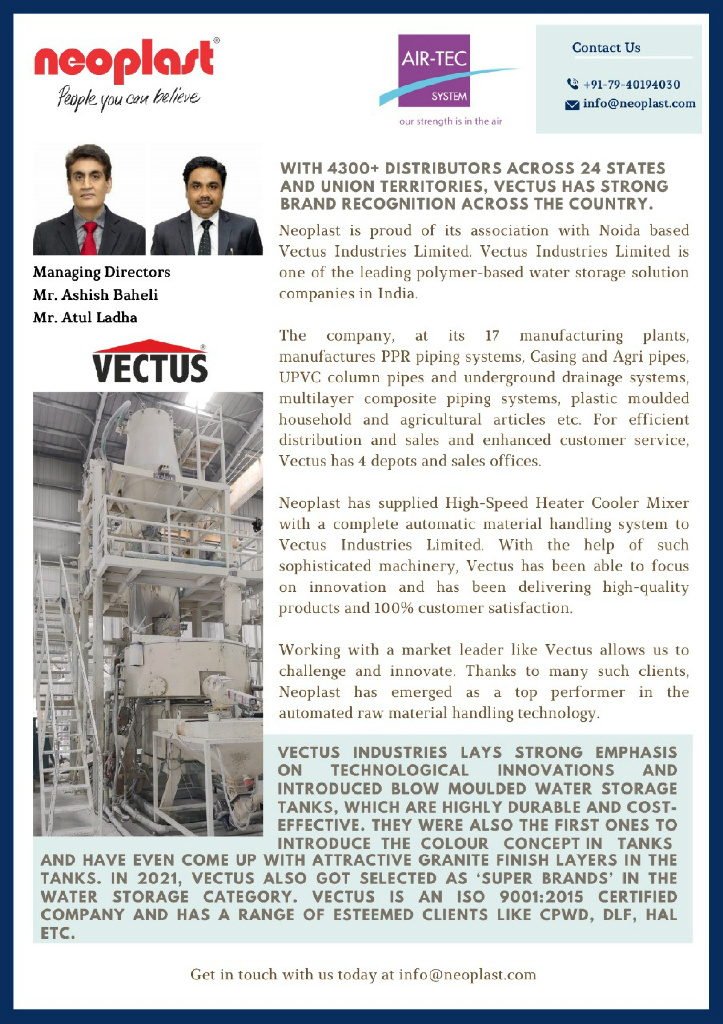 neoplast®
People you can believe
AIR-TEC
SYSTEM
our strength is in the air
Contact Us
+91-79-40194030
info@neoplast.com
Managing Directors
Mr. Ashish Baheli
Mr. Atul Ladha
VECTUS®
WITH 4300+ DISTRIBUTORS ACROSS 24 STATES
AND UNION TERRITORIES, VECTUS HAS STRONG
BRAND RECOGNITION ACROSS THE COUNTRY.
Neoplast is proud of its association with Noida based
Vectus Industries Limited. Vectus Industries Limited is
one of the leading polymer-based water storage solution
companies in India.
The company, at its 17 manufacturing plants,
manufactures PPR piping systems, Casing and Agri pipes,
UPVC column pipes and underground drainage systems,
multilayer composite piping systems, plastic moulded
household and agricultural articles etc. For efficient
distribution and sales and enhanced customer service,
Vectus has 4 depots and sales offices.
Neoplast has supplied High-Speed Heater Cooler Mixer
with a complete automatic material handling system to
Vectus Industries Limited. With the help of such
sophisticated machinery, Vectus has been able to focus
on innovation and has been delivering high-quality
products and 100% customer satisfaction.
Working with a market leader like Vectus allows us to
challenge and innovate. Thanks to many such clients,
Neoplast has emerged as a top performer in the
automated raw material handling technology.
VECTUS INDUSTRIES LAYS STRONG EMPHASIS
ON TECHNOLOGICAL INNOVATIONS AND
INTRODUCED BLOW MOULDED WATER STORAGE
TANKS, WHICH ARE HIGHLY DURABLE AND COST-
EFFECTIVE. THEY WERE ALSO THE FIRST ONES TO
INTRODUCE THE COLOUR CONCEPT IN TANKS
AND HAVE EVEN COME UP WITH ATTRACTIVE GRANITE FINISH LAYERS IN THE
TANKS. IN 2021, VECTUS ALSO GOT SELECTED AS ‘SUPER BRANDS’ IN THE
WATER STORAGE CATEGORY. VECTUS IS AN ISO 9001:2015 CERTIFIED
COMPANY AND HAS A RANGE OF ESTEEMED CLIENTS LIKE CPWD, DLF, HAL
ETC.
Get in touch with us today at info@neoplast.com